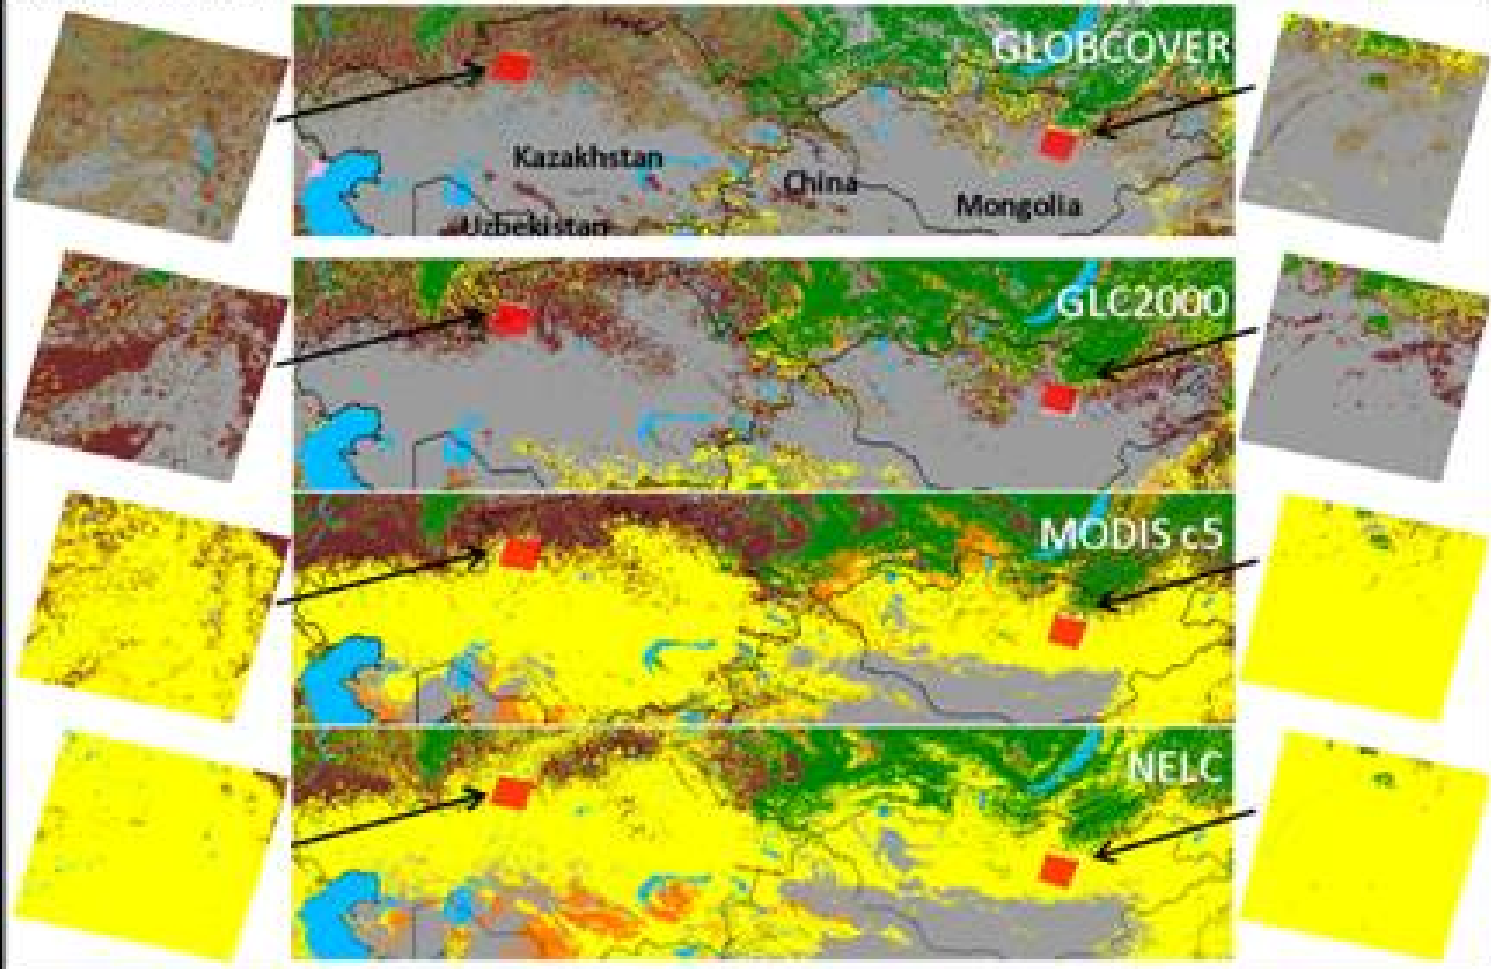 GLOBCOVER
Kazakhstan
China
Mongolia
Uzbekistan
GLC2000
MODIS c5
NELC